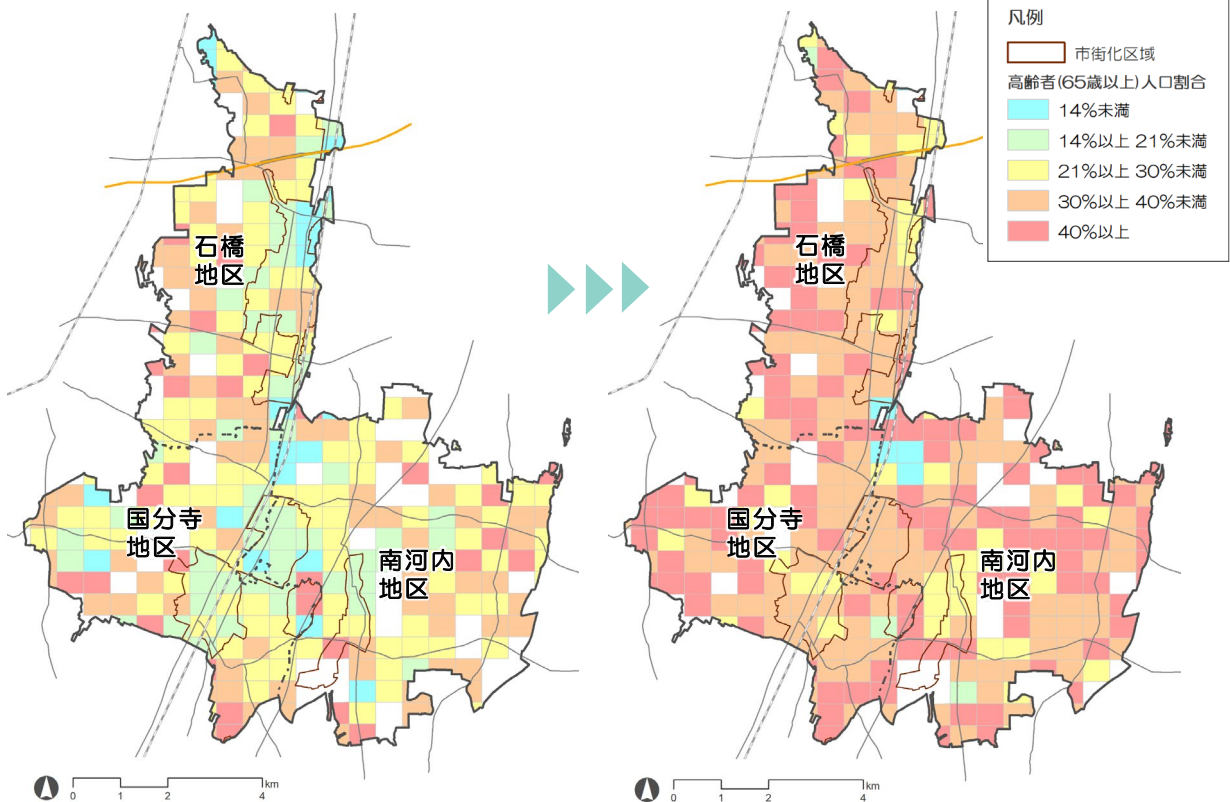 凡例
市街化区域
高齢者(65歳以上)人口割合
14%未満
14%以上 21%未満
21%以上 30%未満
30%以上 40%未満
40%以上
石橋
地区
国分寺
地区
南河内
地区
0 1 2 4 km
石橋
地区
国分寺
地区
南河内
地区
0 1 2 4 km